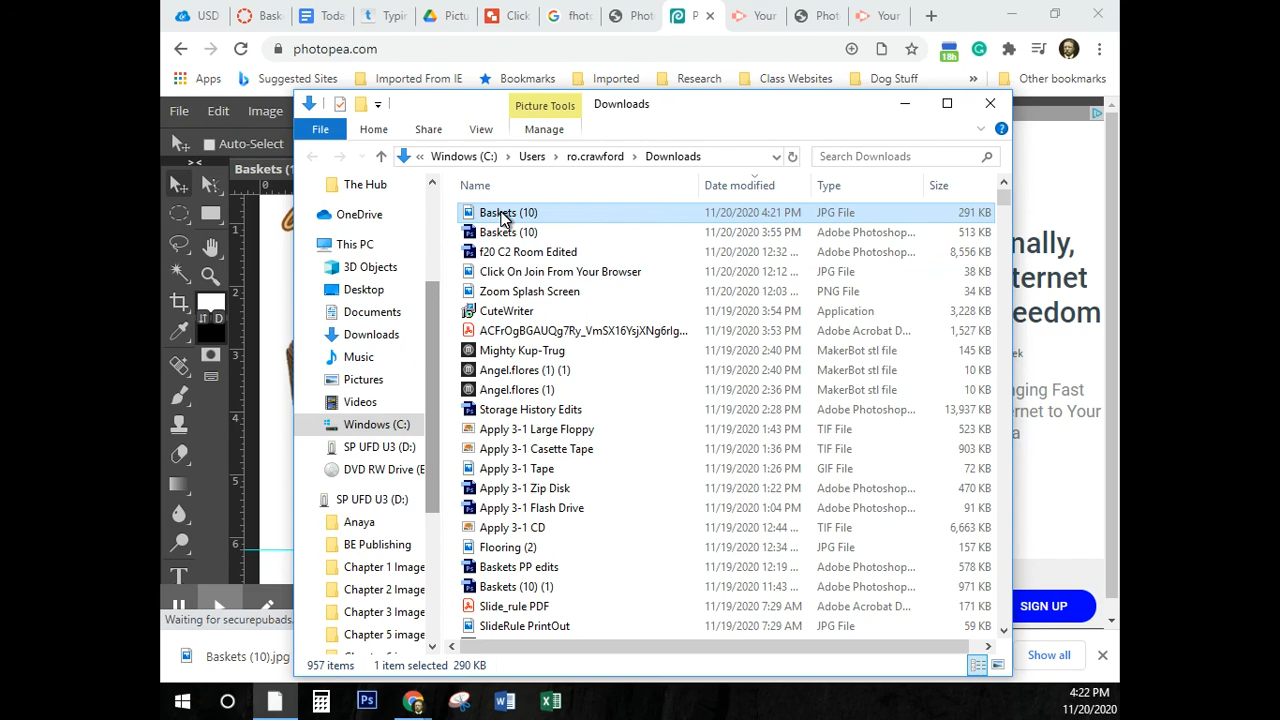 USD
Bask
Toda
Typin
Pictu
Click
fhoto
Phot
P
Your
Phot
Your
photopea.com
18h
Apps
Suggested Sites
Imported From IE
Bookmarks
Imported
Research
Class Websites
Dog Stuff
»
Other bookmarks
File Edit Image
Auto-Select
Baskets (1
Picture Tools
Downloads
File Home Share View Manage
« Windows (C:) > Users > ro.crawford > Downloads
Search Downloads
Name Date modified Type Size
The Hub
OneDrive
This PC
3D Objects
Desktop
Documents
Downloads
Music
Pictures
Videos
Windows (C:)
SP UFD U3 (D:)
DVD RW Drive (E
SP UFD U3 (D:)
Anaya
BE Publishing
Chapter 1 Image
Chapter 2 Image
Chapter 3 Image
Chapter 5 image
Baskets (10) 11/20/2020 4:21 PM JPG File 291 KB
Baskets (10) 11/20/2020 3:55 PM Adobe Photoshop... 513 KB
f20 C2 Room Edited 11/20/2020 12:32 ... Adobe Photoshop... 8,556 KB
Click On Join From Your Browser 11/20/2020 12:12 ... JPG File 38 KB
Zoom Splash Screen 11/20/2020 12:03 ... PNG File 34 KB
CuteWriter 11/19/2020 3:54 PM Application 3,228 KB
ACFrOgBGAUQg7Ry_VmSX16YsjXNg6rIg... 11/19/2020 3:53 PM Adobe Acrobat D... 1,527 KB
Mighty Kup-Trug 11/19/2020 2:40 PM MakerBot stl file 145 KB
Angel.flores (1) (1) 11/19/2020 2:40 PM MakerBot stl file 10 KB
Angel.flores (1) 11/19/2020 2:36 PM MakerBot stl file 10 KB
Storage History Edits 11/19/2020 2:28 PM Adobe Photoshop... 13,937 KB
Apply 3-1 Large Floppy 11/19/2020 1:43 PM TIF File 523 KB
Apply 3-1 Casette Tape 11/19/2020 1:36 PM TIF File 903 KB
Apply 3-1 Tape 11/19/2020 1:26 PM GIF File 72 KB
Apply 3-1 Zip Disk 11/19/2020 1:22 PM Adobe Photoshop... 470 KB
Apply 3-1 Flash Drive 11/19/2020 1:04 PM Adobe Photoshop... 91 KB
Apply 3-1 CD 11/19/2020 12:44 ... TIF File 6,663 KB
Flooring (2) 11/19/2020 12:34 ... JPG File 157 KB
Baskets PP edits 11/19/2020 12:19 ... Adobe Photoshop... 578 KB
Baskets (10) (1) 11/19/2020 11:43 ... Adobe Photoshop... 971 KB
Slide_rule PDF 11/19/2020 7:29 AM Adobe Acrobat D... 171 KB
SlideRule PrintOut 11/19/2020 7:29 AM JPG File 59 KB
957 items 1 item selected 290 KB
0
1
2
3
4
5
6
D
T
nally,
nternet
eedom
ek
nging Fast
ernet to Your
a
SIGN UP
Waiting for securepubads.
Baskets (10).jpg
Show all
4:22 PM
11/20/2020